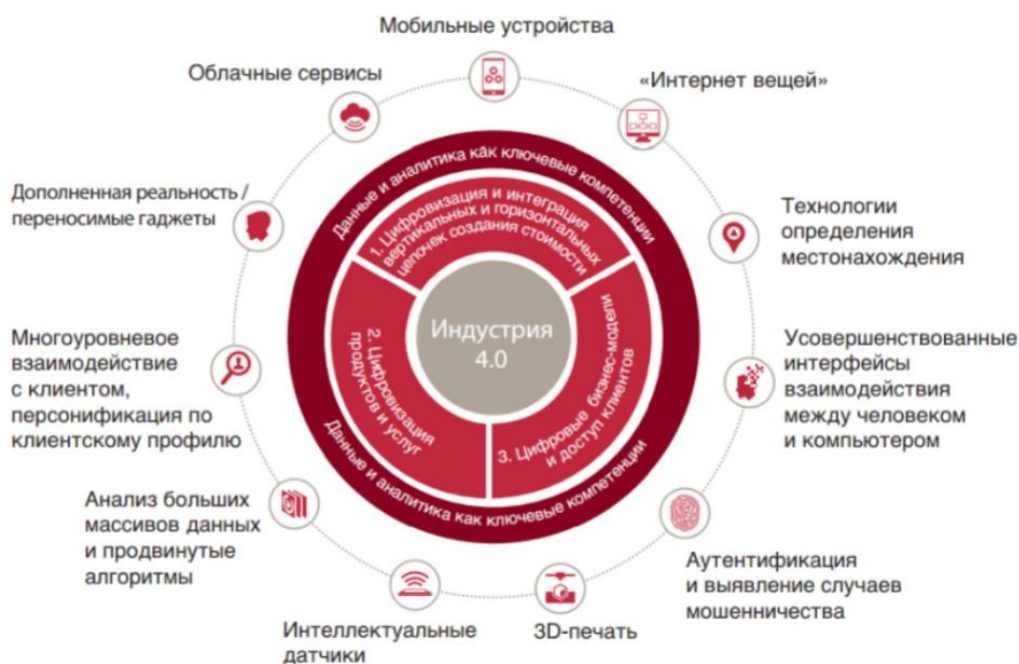 Мобильные устройства
Облачные сервисы
«Интернет вещей»
Дополненная реальность /
переносимые гаджеты
Технологии
определения
местонахождения
Многоуровневое
взаимодействие
с клиентом,
персонификация по
клиентскому профилю
Усовершенствованные
интерфейсы
взаимодействия
между человеком
и компьютером
Анализ больших
массивов данных
и продвинутые
алгоритмы
Аутентификация
и выявление случаев
мошенничества
Интеллектуальные
датчики
3D-печать
Данные и аналитика как ключевые компетенции
1. Цифровизация и интеграция
вертикальных и горизонтальных
цепочек создания стоимости
2. Цифровизация
продуктов и услуг
3. Цифровые бизнес-модели
и доступ клиентов
Индустрия
4.0
Данные и аналитика как ключевые компетенции